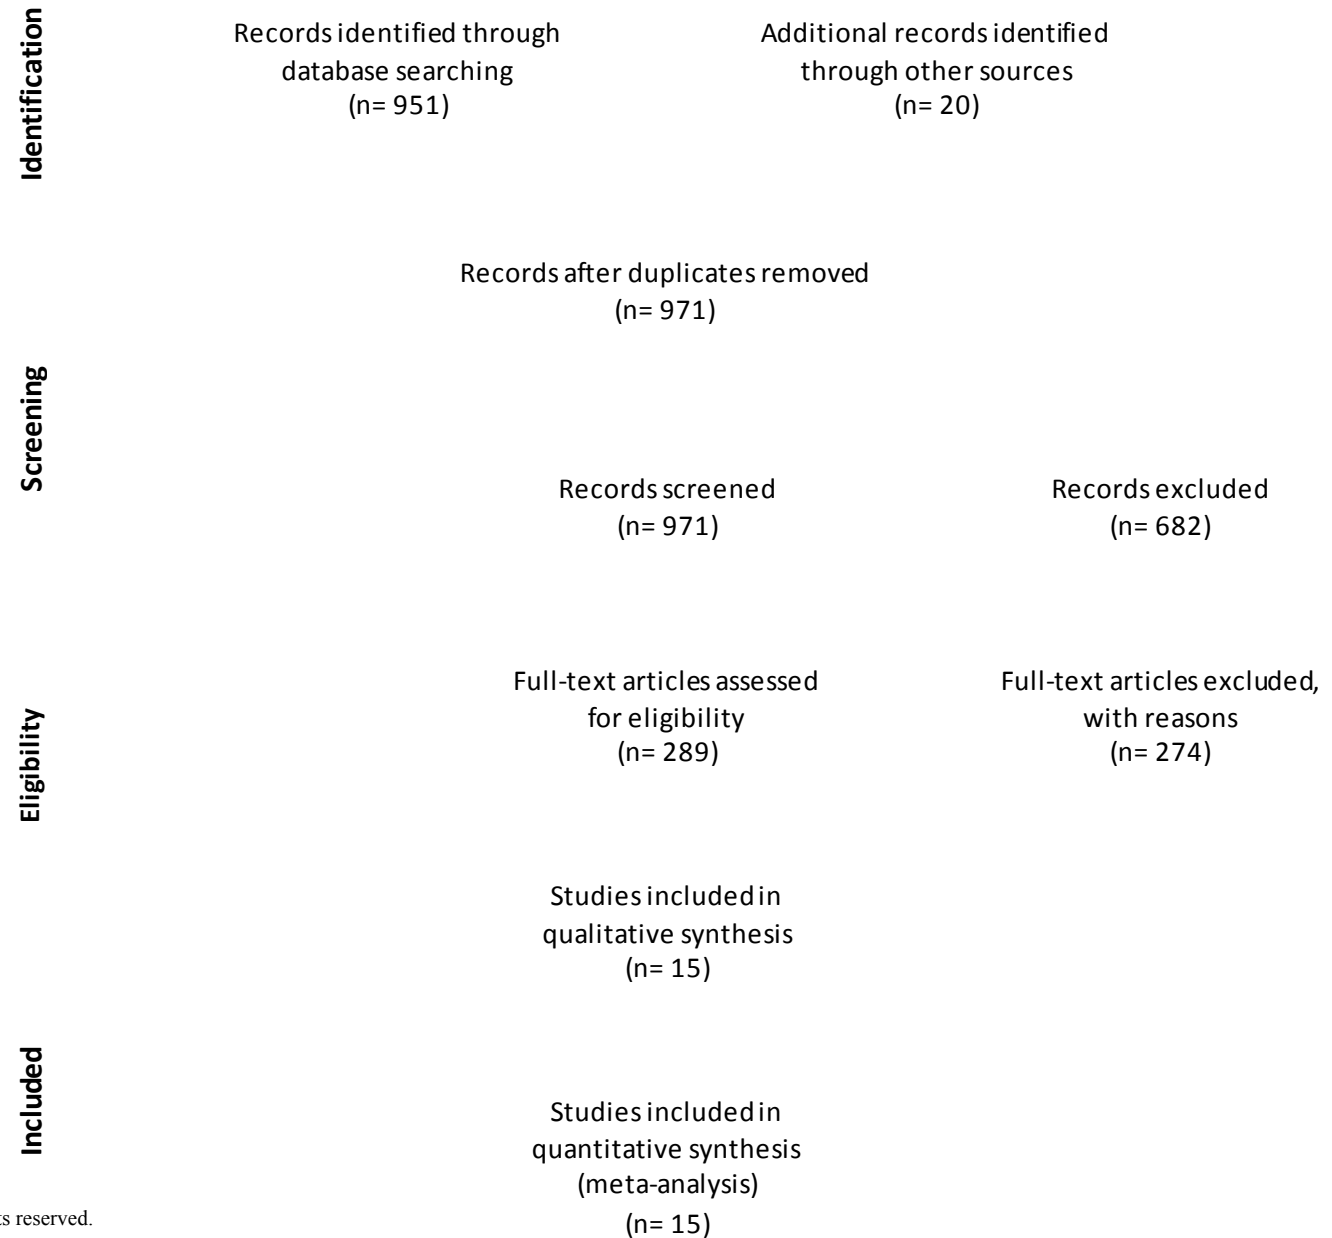 Identification
Records identified through
database searching
(n= 951)
Additional records identified
through other sources
(n= 20)
Records after duplicates removed
(n= 971)
Screening
Records screened
(n= 971)
Records excluded
(n= 682)
Eligibility
Full-text articles assessed
for eligibility
(n= 289)
Full-text articles excluded,
with reasons
(n= 274)
Studies included in
qualitative synthesis
(n= 15)
Included
Studies included in
quantitative synthesis
(meta-analysis)
(n= 15)
ts reserved.